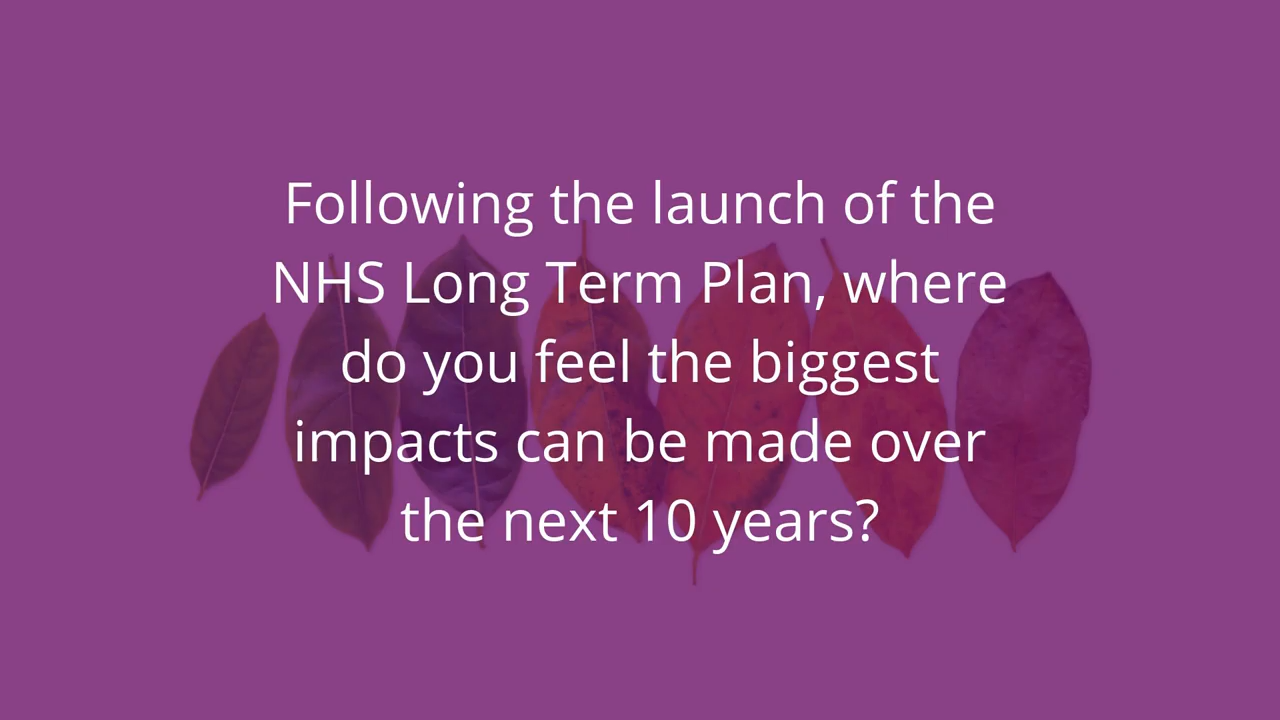 Following the launch of the
NHS Long Term Plan, where
do you feel the biggest
impacts can be made over
the next 10 years?